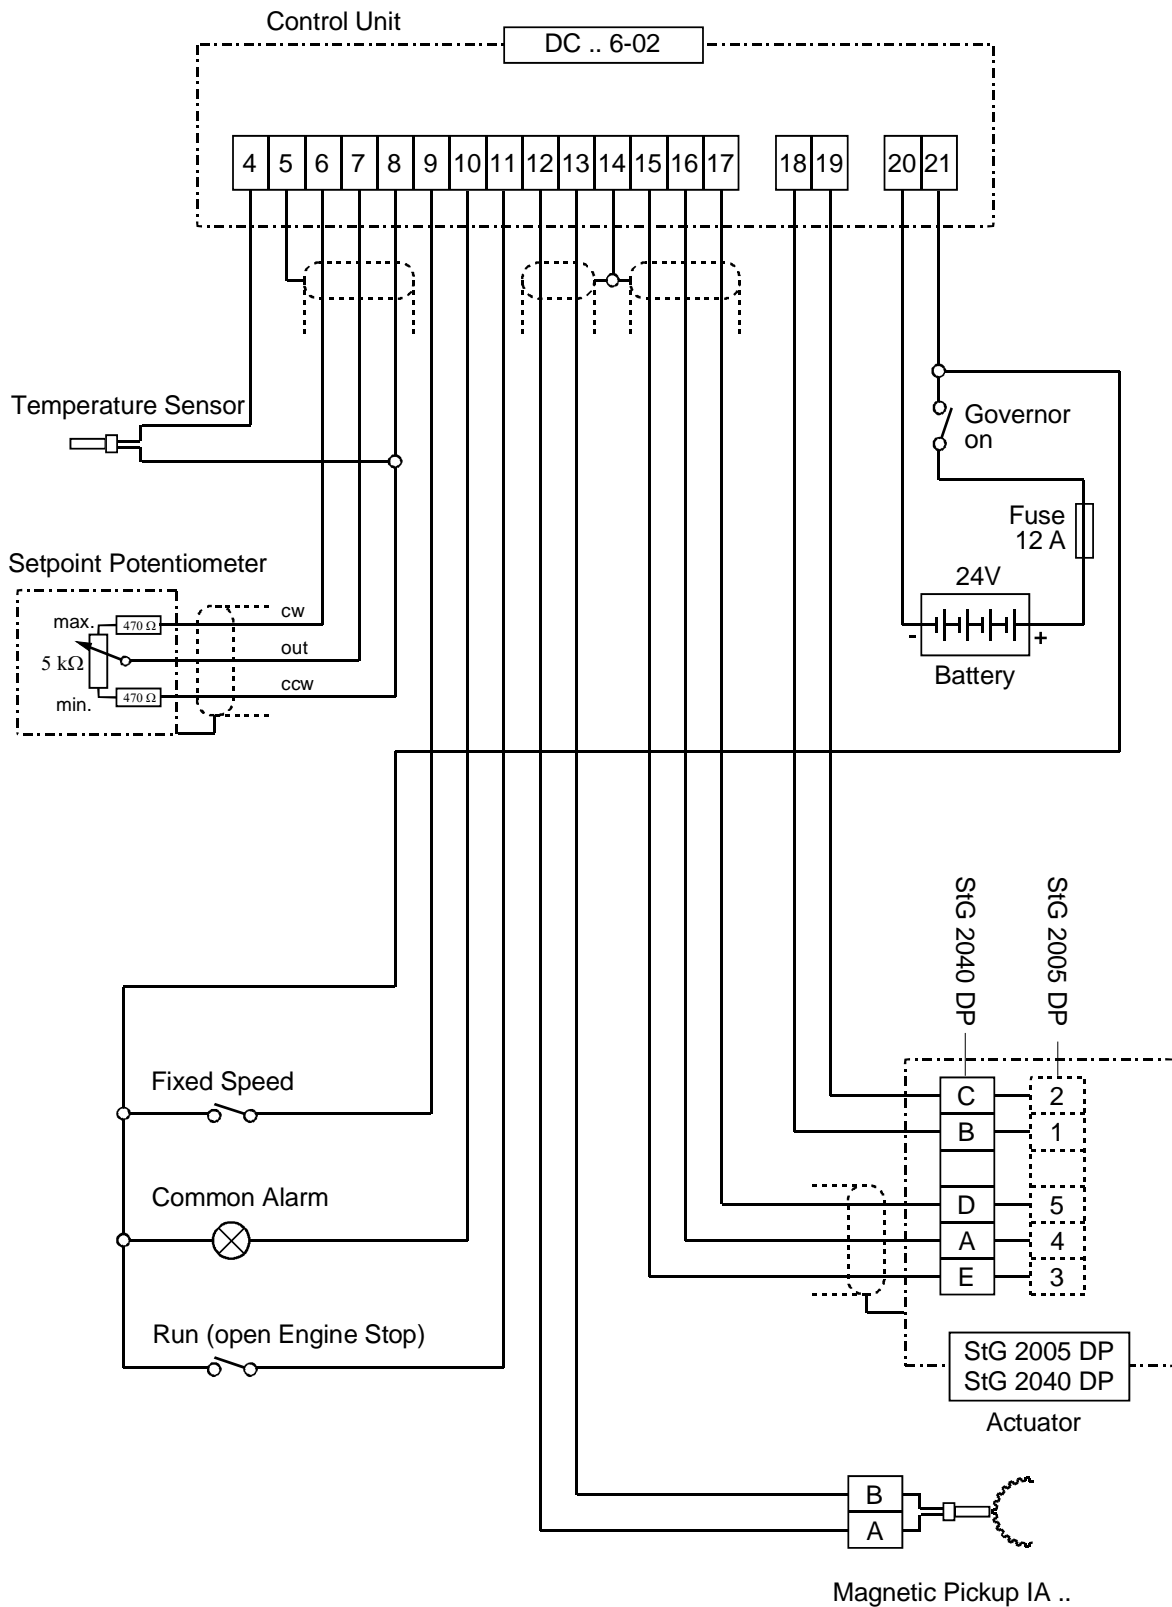 Control Unit
DC .. 6-02
4 5 6 7 8 9 10 11 12 13 14 15 16 17 18 19 20 21
Temperature Sensor
Governor
on
Fuse
12 A
Setpoint Potentiometer
24V
- +
Battery
max.
470 Ω
cw
5 kΩ
out
min.
470 Ω
ccw
StG 2040 DP
StG 2005 DP
Fixed Speed
C 2
B 1
Common Alarm
D 5
A 4
E 3
Run (open Engine Stop)
StG 2005 DP
StG 2040 DP
Actuator
B
A
Magnetic Pickup IA ..